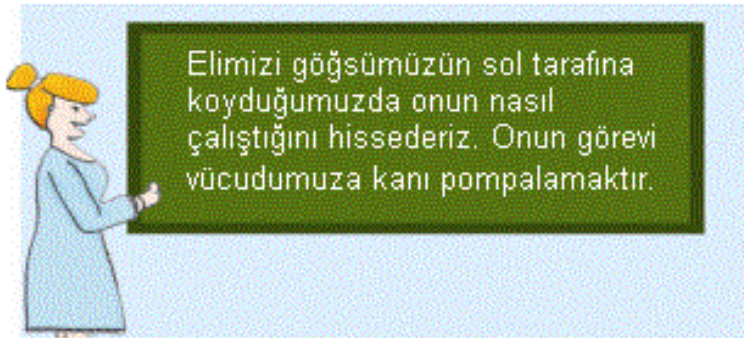 Elimizi göğsümüzün sol tarafına
koyduğumuzda onun nasıl
çalıştığını hissederiz. Onun görevi
vücudumuza kanı pompalamaktır.